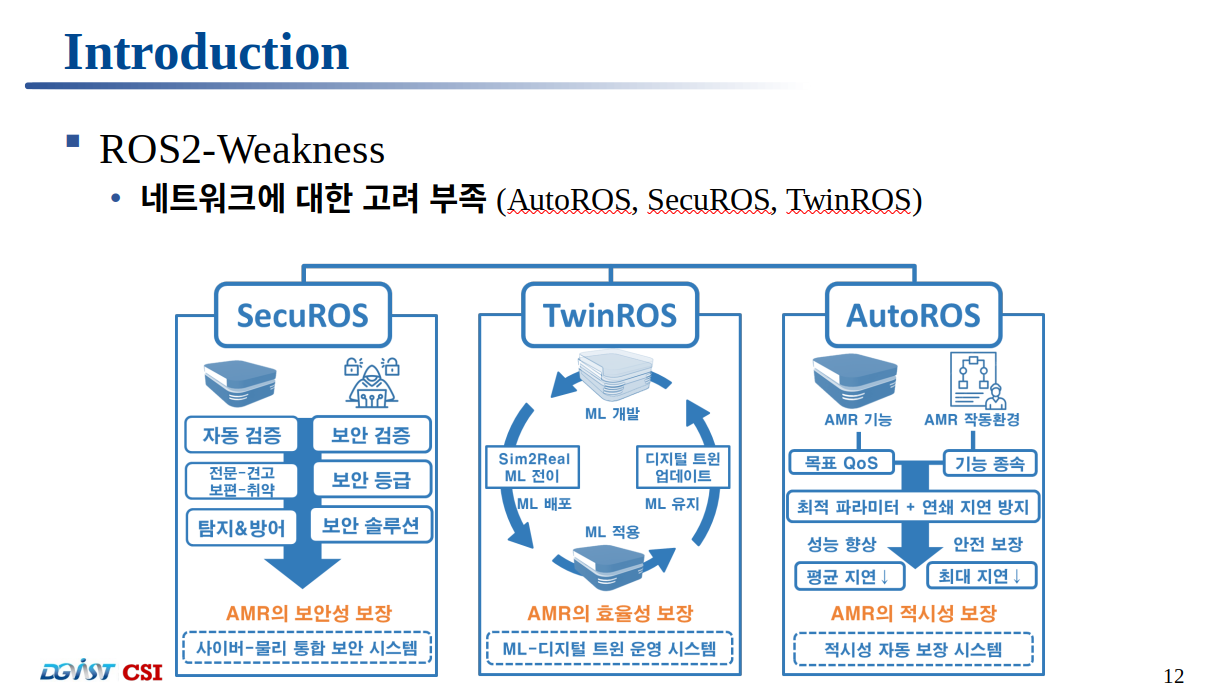 Introduction
ROS2-Weakness
네트워크에 대한 고려 부족 (AutoROS, SecuROS, TwinROS)
SecuROS
자동 검증
보안 검증
전문-견고
보편-취약
보안 등급
탐지&방어
보안 솔루션
AMR의 보안성 보장
사이버-물리 통합 보안 시스템
TwinROS
ML 개발
Sim2Real
ML 전이
디지털 트윈
업데이트
ML 배포
ML 유지
ML 적용
AMR의 효율성 보장
ML-디지털 트윈 운영 시스템
AutoROS
AMR 기능
AMR 작동환경
목표 QoS
기능 종속
최적 파라미터 + 연쇄 지연 방지
성능 향상
안전 보장
평균 지연↓
최대 지연↓
AMR의 적시성 보장
적시성 자동 보장 시스템
DGIST CSI
12